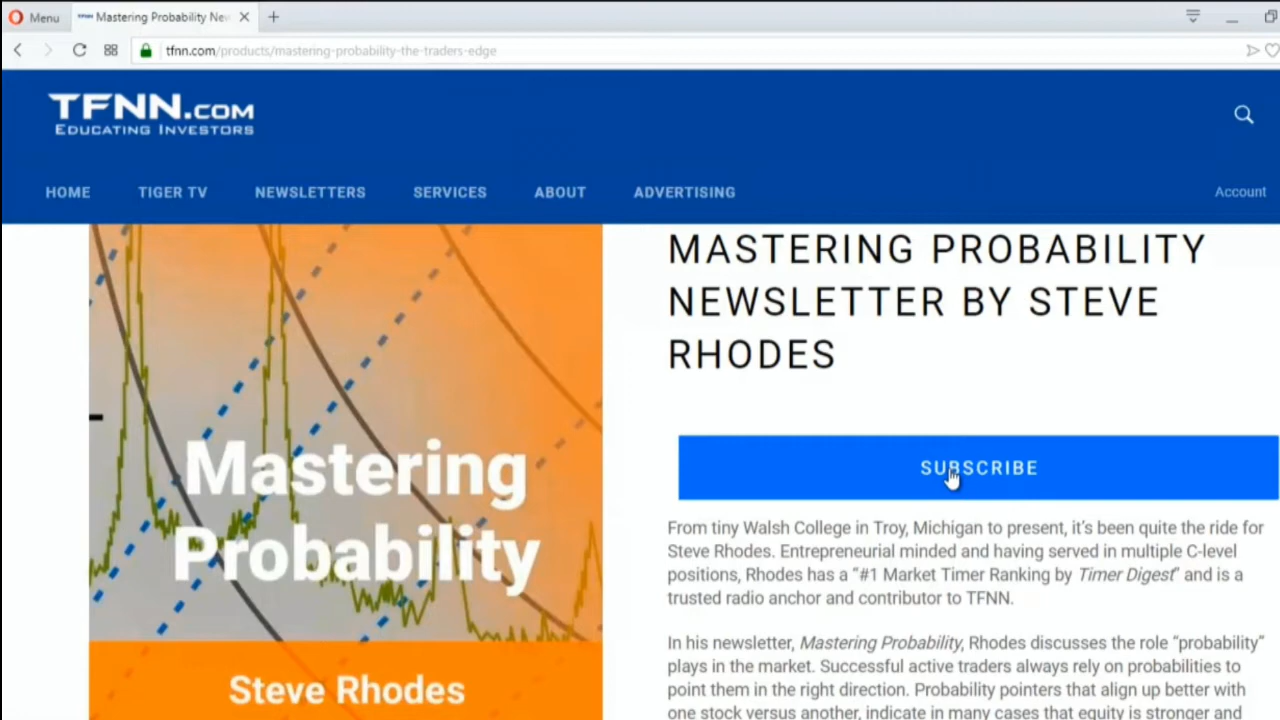 Menu
Mastering Probability New
tfnn.com/products/mastering-probability-the-traders-edge
TFNN.COM
EDUCATING INVESTORS
HOME
TIGER TV
NEWSLETTERS
SERVICES
ABOUT
ADVERTISING
Account
MASTERING PROBABILITY
NEWSLETTER BY STEVE
RHODES
SUBSCRIBE
From tiny Walsh College in Troy, Michigan to present, it's been quite the ride for
Steve Rhodes. Entrepreneurial minded and having served in multiple C-level
positions, Rhodes has a “#1 Market Timer Ranking by Timer Digest” and is a
trusted radio anchor and contributor to TFNN.
In his newsletter, Mastering Probability, Rhodes discusses the role “probability”
plays in the market. Successful active traders always rely on probabilities to
point them in the right direction. Probability pointers that align up better with
one stock versus another, indicate in many cases that equity is stronger and
Mastering
Probability
Steve Rhodes